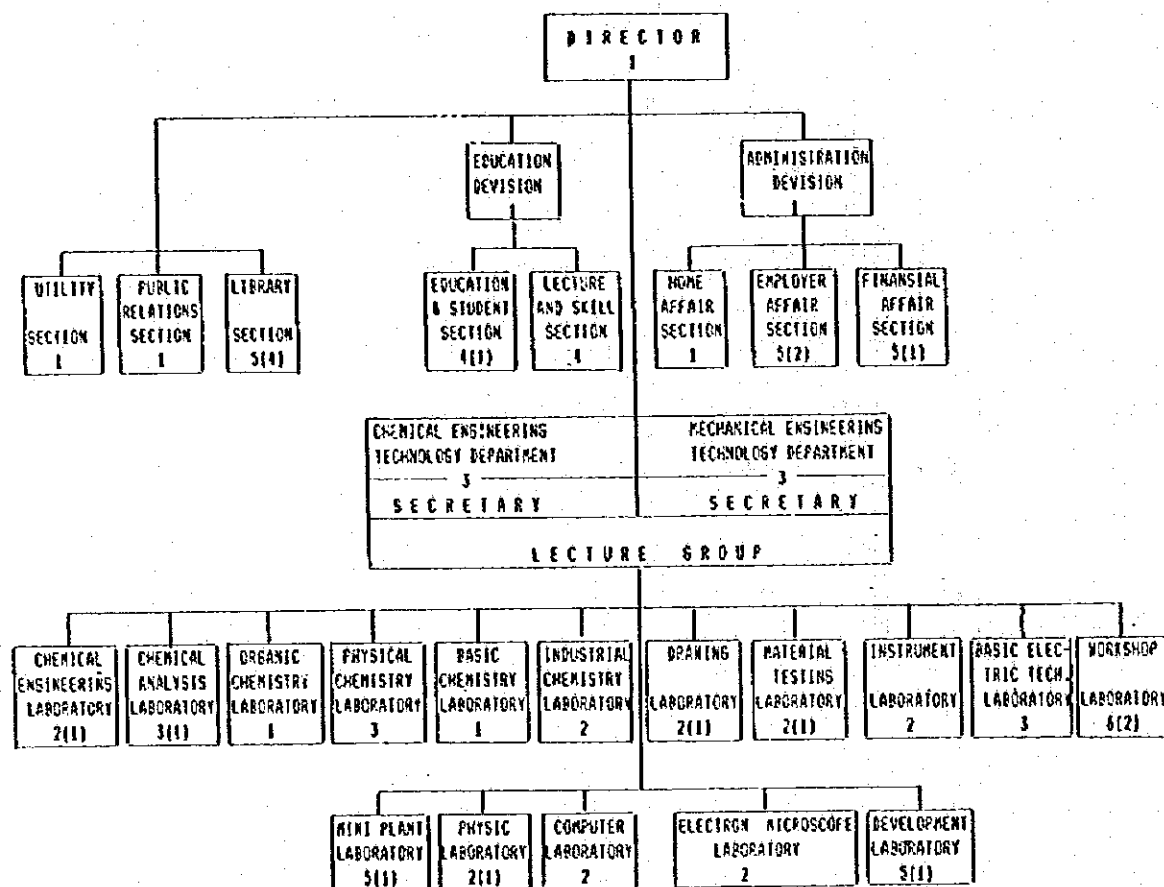 DIRECTOR
1
EDUCATION
DEVISION
1
ADMINISTRATION
DEVISION
1
UTILITY
SECTION
1
PUBLIC
RELATIONS
SECTION
1
LIBRARY
SECTION
5(4)
EDUCATION
& STUDENT
SECTION
4(1)
LECTURE
AND SKILL
SECTION
4
HOME
AFFAIR
SECTION
1
EMPLOYER
AFFAIR
SECTION
5(2)
FINANSIAL
AFFAIR
SECTION
5(1)
CHEMICAL ENGINEERING
TECHNOLOGY DEPARTMENT
3
SECRETARY
MECHANICAL ENGINEERING
TECHNOLOGY DEPARTMENT
3
SECRETARY
LECTURE GROUP
CHEMICAL
ENGINEERING
LABORATORY
2(1)
CHEMICAL
ANALYSIS
LABORATORY
3(1)
ORGANIC
CHEMISTRY
LABORATORY
1
PHYSICAL
CHEMISTRY
LABORATORY
3
BASIC
CHEMISTRY
LABORATORY
1
INDUSTRIAL
CHEMISTRY
LABORATORY
2
DRAWING
LABORATORY
2(1)
MATERIAL
TESTING
LABORATORY
2(1)
INSTRUMENT
LABORATORY
2
BASIC ELEC-
TRIC TECH.
LABORATORY
3
WORKSHOP
LABORATORY
6(2)
MINI PLANT
LABORATORY
5(1)
PHYSIC
LABORATORY
2(1)
COMPUTER
LABORATORY
2
ELECTRON MICROSCOPE
LABORATORY
2
DEVELOPMENT
LABORATORY
5(1)